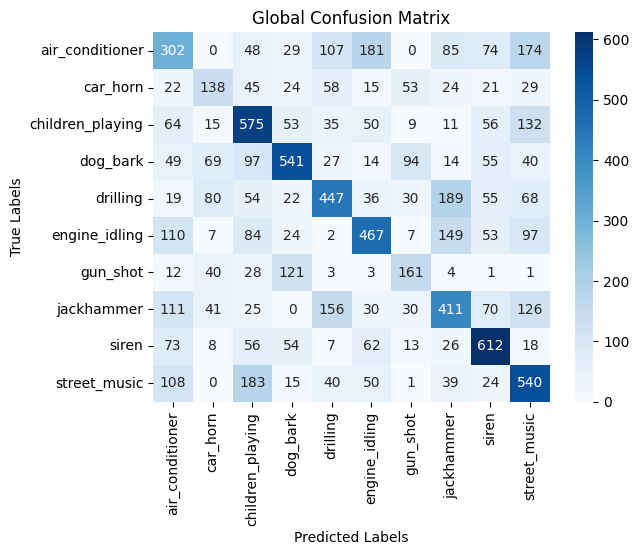 Global Confusion Matrix
air_conditioner 302 0 48 29 107 181 0 85 74 174
car_horn 22 138 45 24 58 15 53 24 21 29
children_playing 64 15 575 53 35 50 9 11 56 132
dog_bark 49 69 97 541 27 14 94 14 55 40
drilling 19 80 54 22 447 36 30 189 55 68
engine_idling 110 7 84 24 2 467 7 149 53 97
gun_shot 12 40 28 121 3 3 161 4 1 1
jackhammer 111 41 25 0 156 30 30 411 70 126
siren 73 8 56 54 7 62 13 26 612 18
street_music 108 0 183 15 40 50 1 39 24 540
True Labels
air_conditioner
car_horn
children_playing
dog_bark
drilling
engine_idling
gun_shot
jackhammer
siren
street_music
Predicted Labels
600
500
400
300
200
100
0